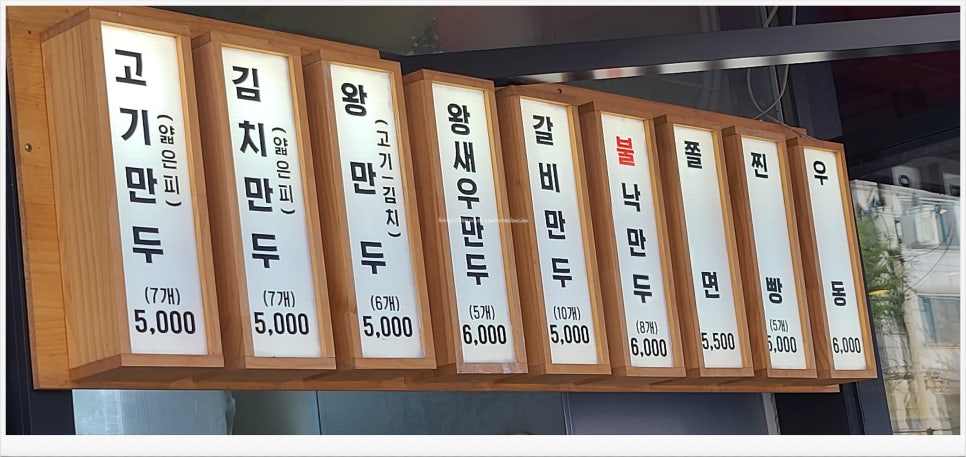 고기만두
(얇은피)
(7개)
5,000
김치만두
(얇은피)
(7개)
5,000
왕만두
(고기/김치)
(6개)
5,000
왕새우만두
(5개)
6,000
갈비만두
(10개)
5,000
불낙만두
(8개)
6,000
쫄면
5,500
찐빵
(5개)
5,000
우동
6,000